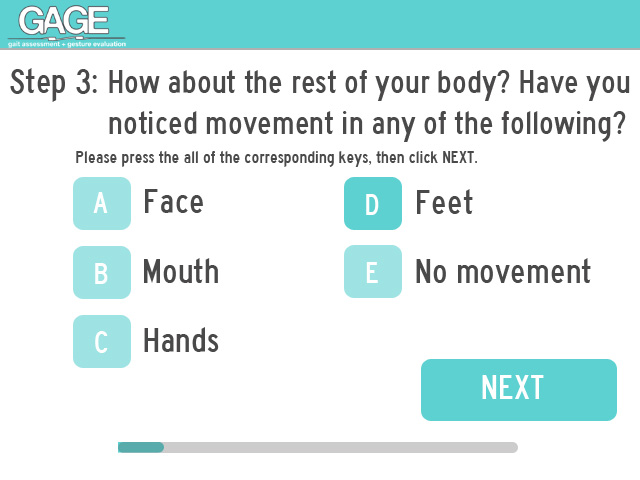 GAGE
gait assessment + gesture evaluation
Step 3: How about the rest of your body? Have you
noticed movement in any of the following?
Please press the all of the corresponding keys, then click NEXT.
A Face
B Mouth
C Hands
D Feet
E No movement
NEXT